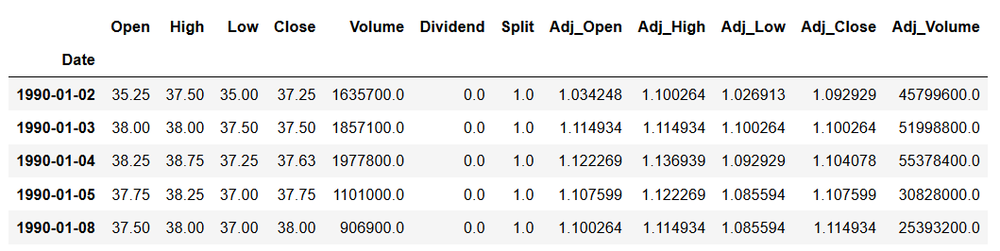 Open High Low Close Volume Dividend Split Adj_Open Adj_High Adj_Low Adj_Close Adj_Volume
Date
1990-01-02 35.25 37.50 35.00 37.25 1635700.0 0.0 1.0 1.034248 1.100264 1.026913 1.092929 45799600.0
1990-01-03 38.00 38.00 37.50 37.50 1857100.0 0.0 1.0 1.114934 1.114934 1.100264 1.100264 51998800.0
1990-01-04 38.25 38.75 37.25 37.63 1977800.0 0.0 1.0 1.122269 1.136939 1.092929 1.104078 55378400.0
1990-01-05 37.75 38.25 37.00 37.75 1101000.0 0.0 1.0 1.107599 1.122269 1.085594 1.107599 30828000.0
1990-01-08 37.50 38.00 37.00 38.00 906900.0 0.0 1.0 1.100264 1.114934 1.085594 1.114934 25393200.0